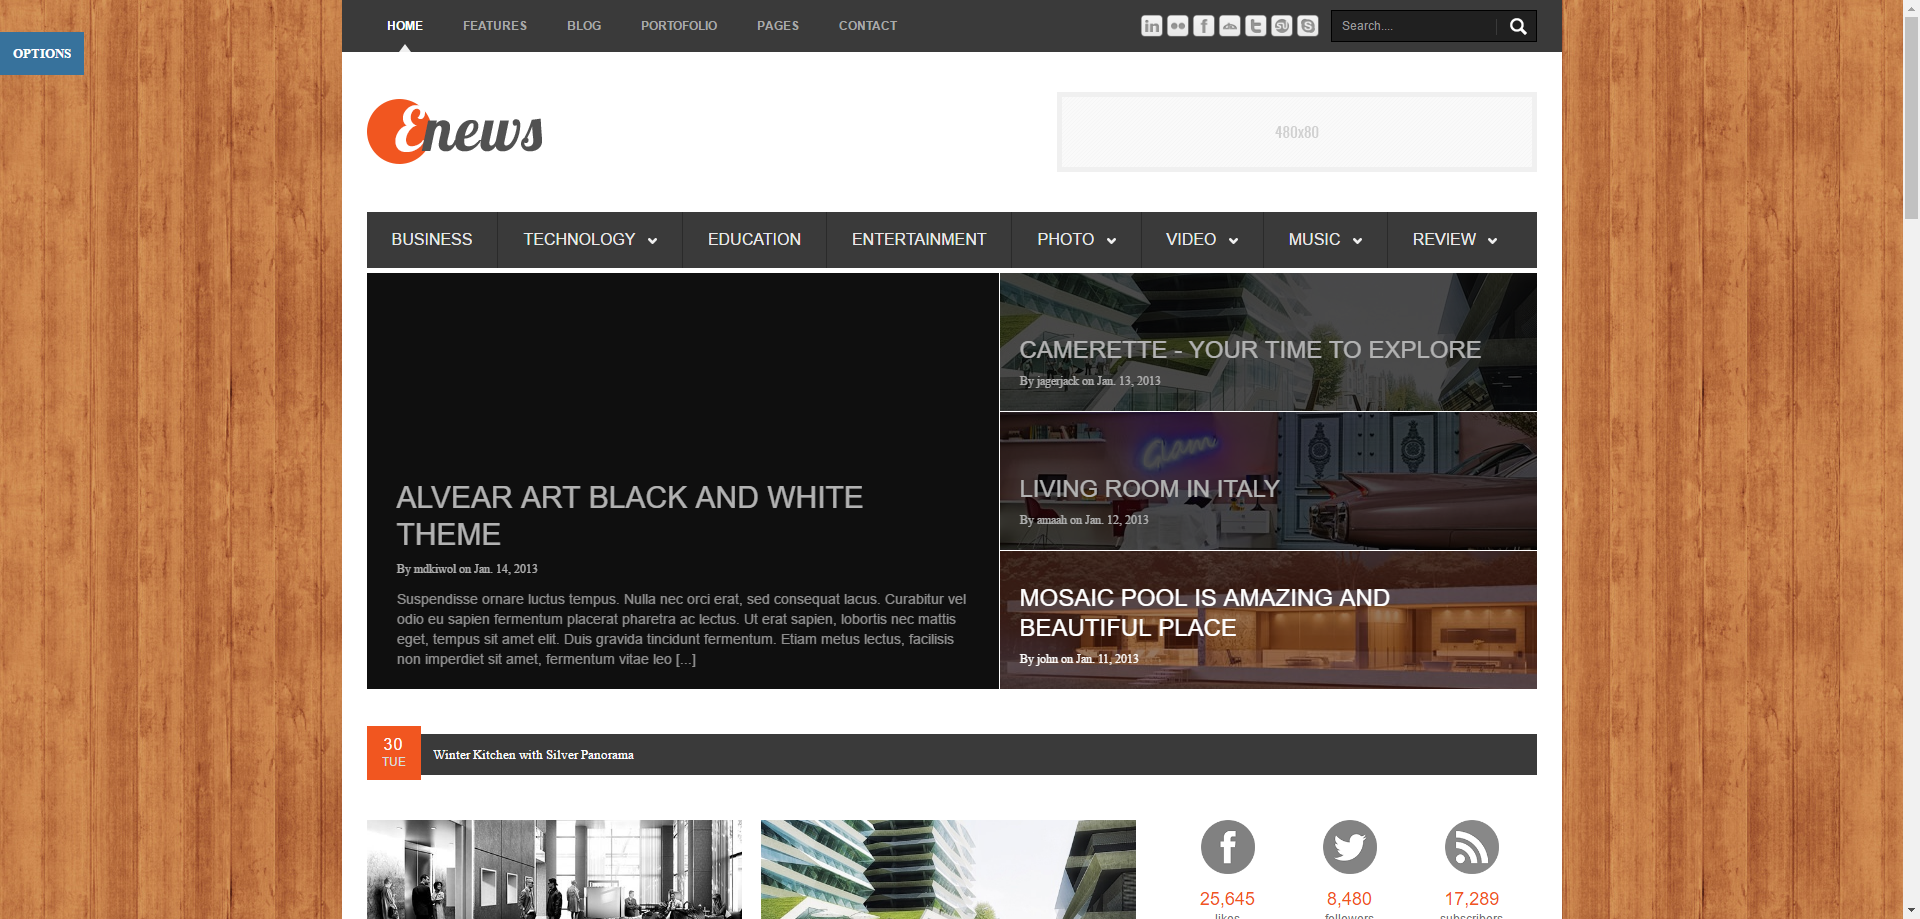 HOME FEATURES BLOG PORTOFOLIO PAGES CONTACT
Search....
OPTIONS
Enews
480x80
BUSINESS TECHNOLOGY EDUCATION ENTERTAINMENT PHOTO VIDEO MUSIC REVIEW
CAMERETTE - YOUR TIME TO EXPLORE
By jagerjack on Jan. 13, 2013
Glam
LIVING ROOM IN ITALY
By amaah on Jan. 12, 2013
ALVEAR ART BLACK AND WHITE
THEME
By mdkiwol on Jan. 14, 2013
Suspendisse ornare luctus tempus. Nulla nec orci erat, sed consequat lacus. Curabitur vel
odio eu sapien fermentum placerat pharetra ac lectus. Ut erat sapien, lobortis nec mattis
eget, tempus sit amet elit. Duis gravida tincidunt fermentum. Etiam metus lectus, facilisis
non imperdiet sit amet, fermentum vitae leo [...]
MOSAIC POOL IS AMAZING AND
BEAUTIFUL PLACE
By john on Jan. 11, 2013
30
TUE
Winter Kitchen with Silver Panorama
25,645 8,480 17,289
likes followers subscribers